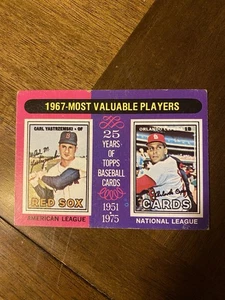 1967-MOST VALUABLE PLAYERS
CARL YASTRZEMSKI - OF
RED SOX
AMERICAN LEAGUE
25
YEARS
OF
TOPPS
BASEBALL
CARDS
1951
1975
ORLANDO CEPEDA 1B
CARDS
NATIONAL LEAGUE